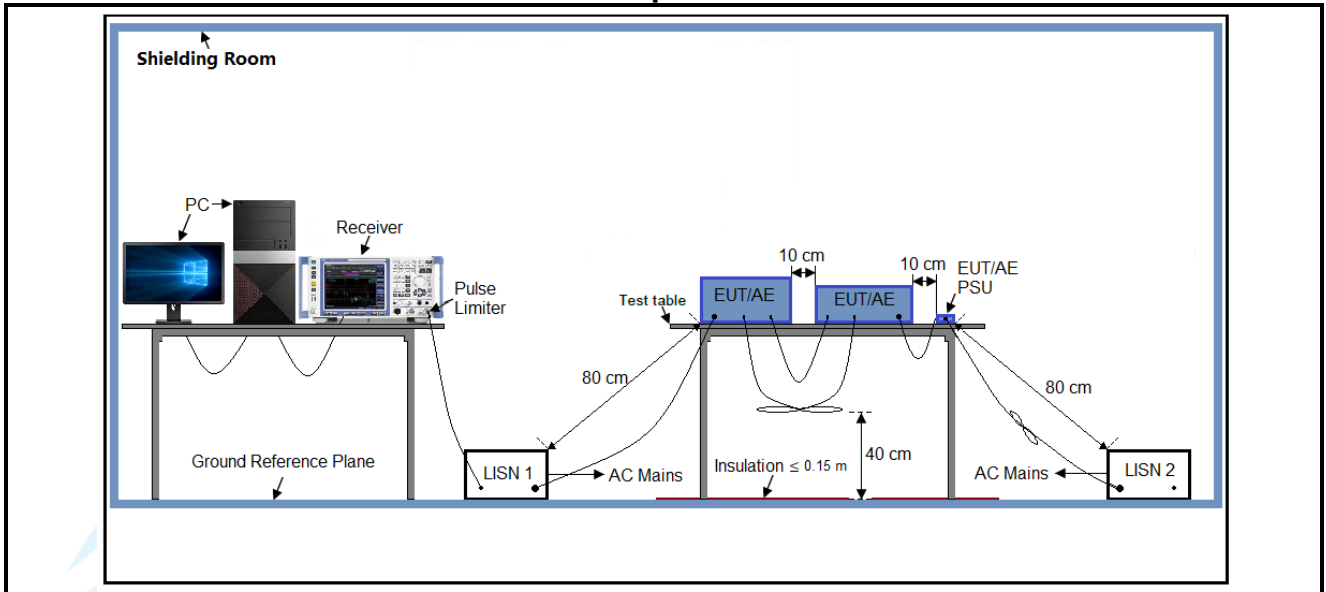 Shielding Room
PC
Receiver
Pulse
Limiter
10 cm
10 cm
EUT/AE
PSU
Test table
EUT/AE
EUT/AE
80 cm
80 cm
40 cm
Ground Reference Plane
LISN 1
AC Mains
Insulation ≤ 0.15 m
AC Mains
LISN 2